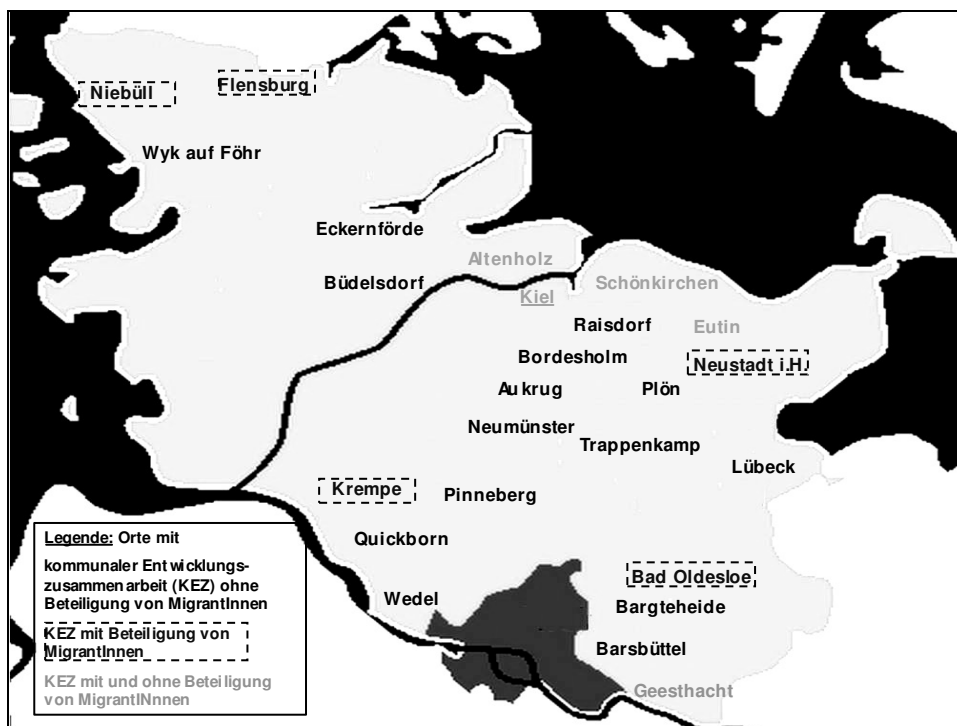 Flensburg
Niebüll
Wyk auf Föhr
Eckernförde
Altenholz
Büdelsdorf
Schönkirchen
Kiel
Raisdorf
Eutin
Bordesholm
Neustadt i.H.
Aukrug
Plön
Neumünster
Trappenkamp
Lübeck
Krempe
Pinneberg
Quickborn
Bad Oldesloe
Wedel
Bargteheide
Barsbüttel
Geesthacht
Legende: Orte mit
kommunaler Entwicklungs-
zusammenarbeit (KEZ) ohne
Beteiligung von MigrantInnen
KEZ mit Beteiligung von
MigrantInnen
KEZ mit und ohne Beteiligung
von MigrantINnnen